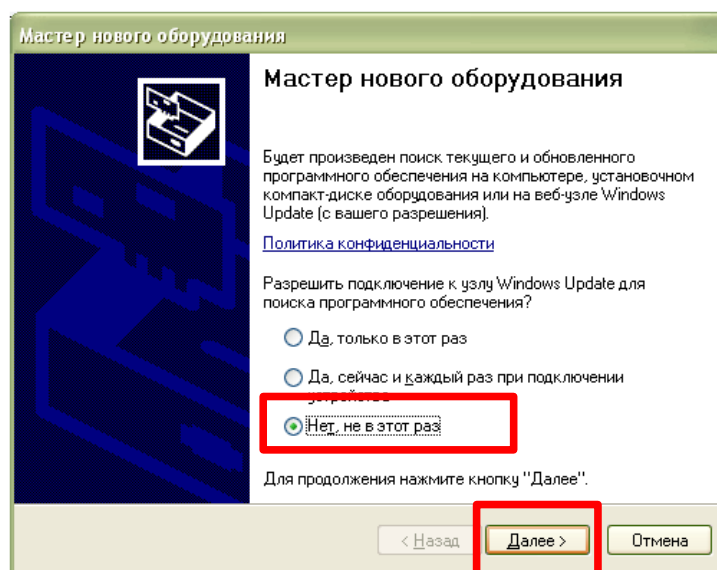 Мастер нового оборудования
Мастер нового оборудования
Будет произведен поиск текущего и обновленного
программного обеспечения на компьютере, установочном
компакт-диске оборудования или на веб-узле Windows
Update (с вашего разрешения).
Политика конфиденциальности
Разрешить подключение к узлу Windows Update для
поиска программного обеспечения?
Да, только в этот раз
Да, сейчас и каждый раз при подключении
устройства
Нет, не в этот раз
Для продолжения нажмите кнопку "Далее".
< Назад
Далее >
Отмена